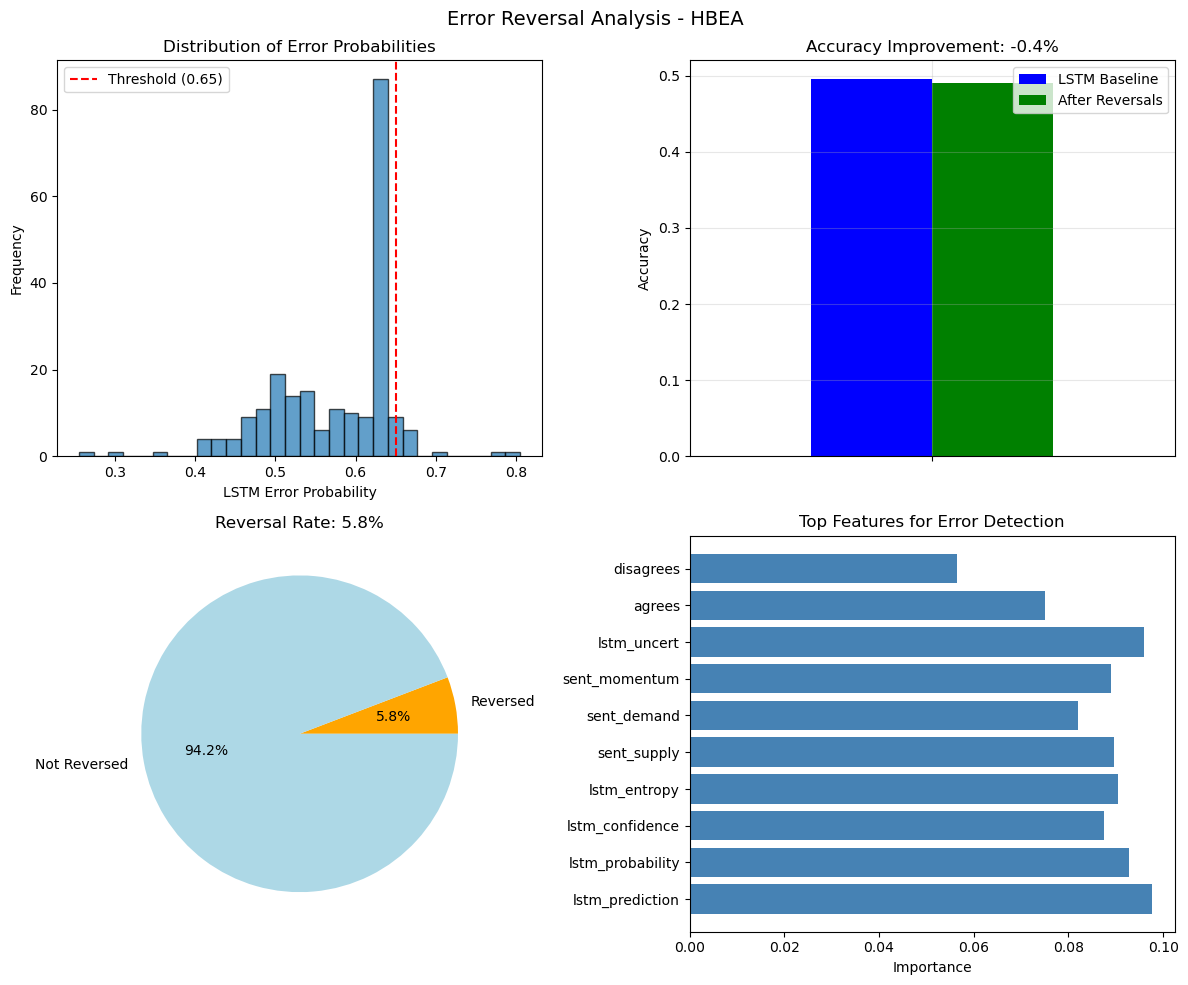 Error Reversal Analysis - HBEA
Distribution of Error Probabilities
Threshold (0.65)
Frequency
80
60
40
20
0
0.3 0.4 0.5 0.6 0.7 0.8
LSTM Error Probability
Accuracy Improvement: -0.4%
LSTM Baseline
After Reversals
Accuracy
0.5
0.4
0.3
0.2
0.1
0.0
Reversal Rate: 5.8%
Reversed
5.8%
94.2%
Not Reversed
Top Features for Error Detection
disagrees
agrees
lstm_uncert
sent_momentum
sent_demand
sent_supply
lstm_entropy
lstm_confidence
lstm_probability
lstm_prediction
0.00 0.02 0.04 0.06 0.08 0.10
Importance